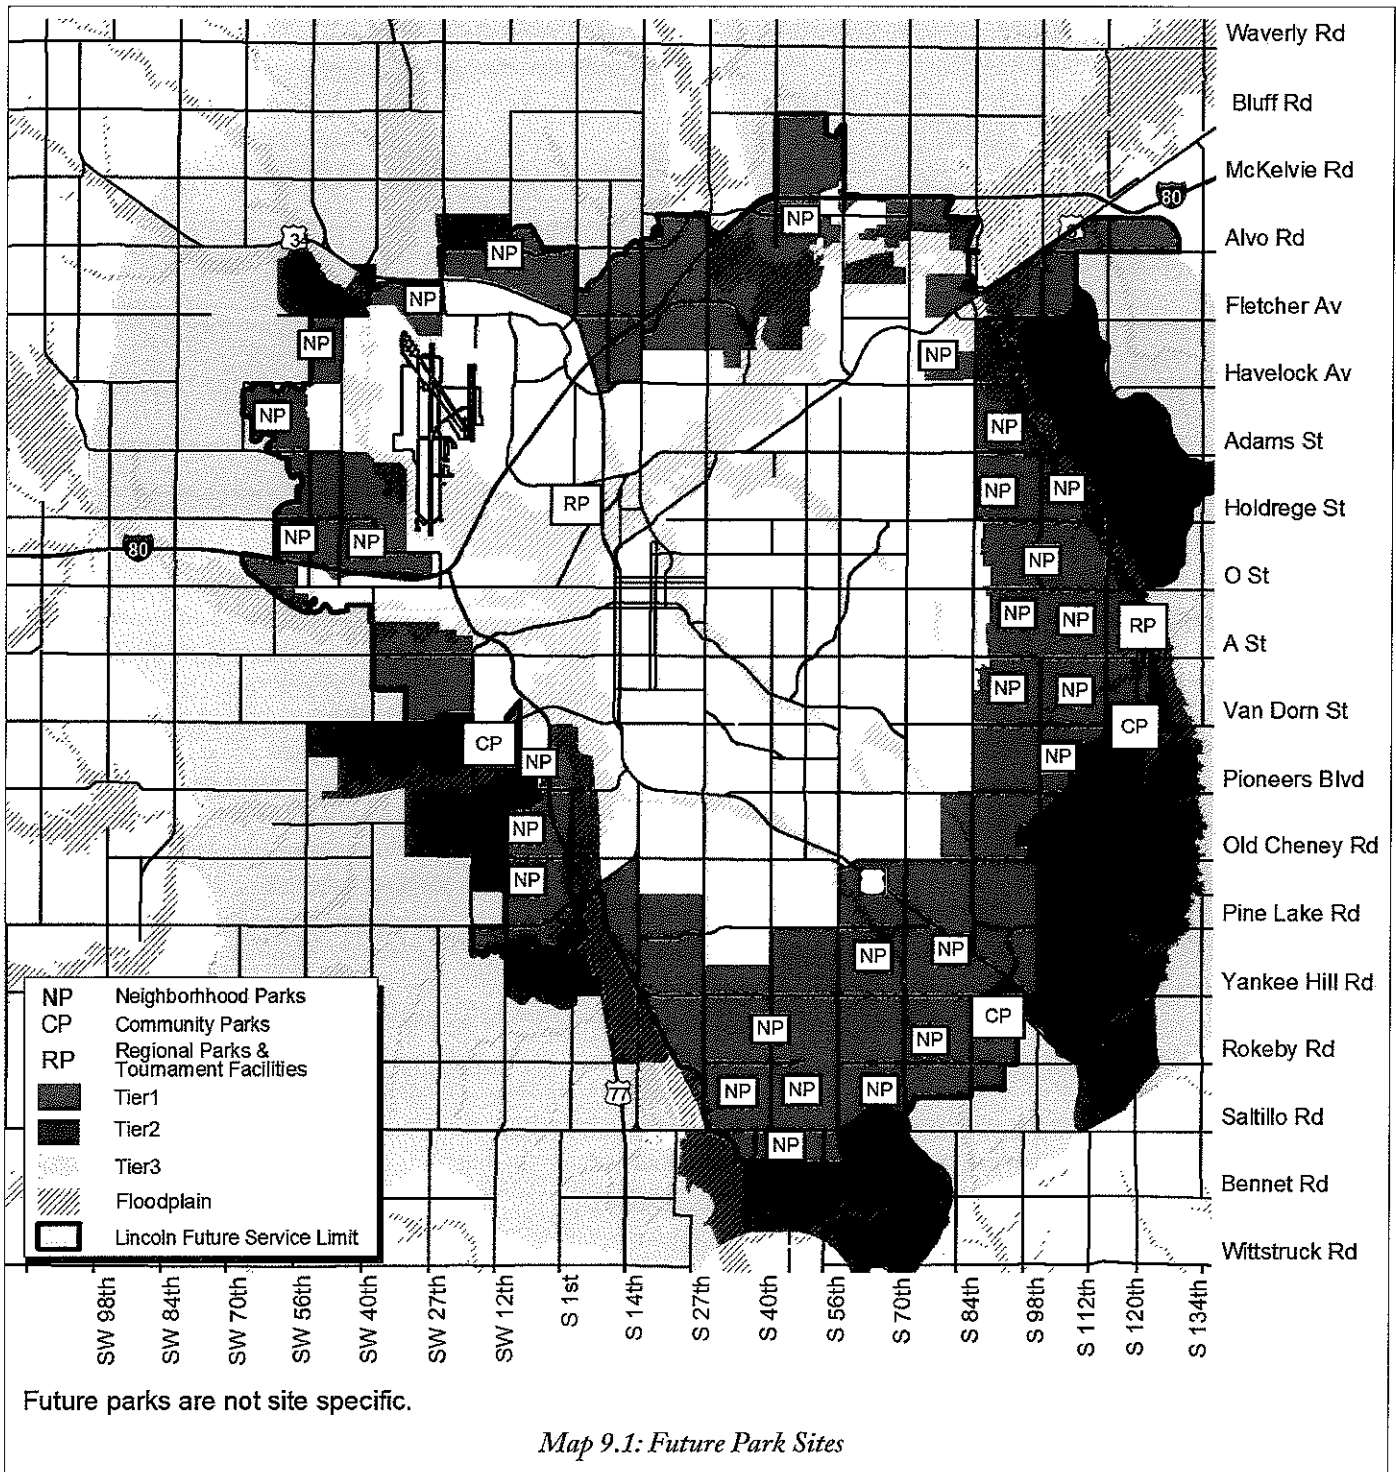 Waverly Rd
Bluff Rd
McKelvie Rd
80
34
NP
Alvo Rd
NP
NP
Fletcher Av
NP
NP
Havelock Av
NP
NP
Adams St
NP
NP
RP
Holdrege St
NP
NP
80
NP
O St
NP
NP
RP
A St
NP
NP
Van Dorn St
CP
CP
NP
NP
Pioneers Blvd
NP
Old Cheney Rd
NP
Pine Lake Rd
NP
NP
Yankee Hill Rd
CP
NP
NP
Rokeby Rd
NP
NP
NP
77
Saltillo Rd
NP
Bennet Rd
Wittstruck Rd
NP Neighborhhood Parks
CP Community Parks
RP Regional Parks &
Tournament Facilities
Tier1
Tier2
Tier3
Floodplain
Lincoln Future Service Limit
SW 98th
SW 84th
SW 70th
SW 56th
SW 40th
SW 27th
SW 12th
S 1st
S 14th
S 27th
S 40th
S 56th
S 70th
S 84th
S 98th
S 112th
S 120th
S 134th
Future parks are not site specific.
Map 9.1: Future Park Sites